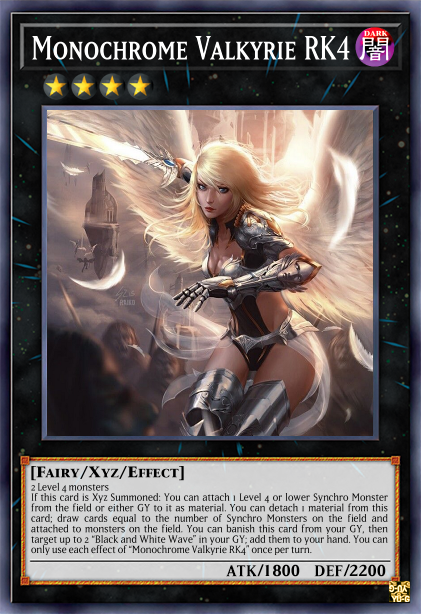 MONOCHROME VALKYRIE RK4
DARK
闇
[FAIRY/XYZ/EFFECT]
2 Level 4 monsters
If this card is Xyz Summoned: You can attach 1 Level 4 or lower Synchro Monster
from the field or either GY to it as material. You can detach 1 material from this
card; draw cards equal to the number of Synchro Monsters on the field and
attached to monsters on the field. You can banish this card from your GY, then
target up to 2 “Black and White Wave” in your GY; add them to your hand. You can
only use each effect of “Monochrome Valkyrie RK4” once per turn.
ATK/1800 DEF/2200